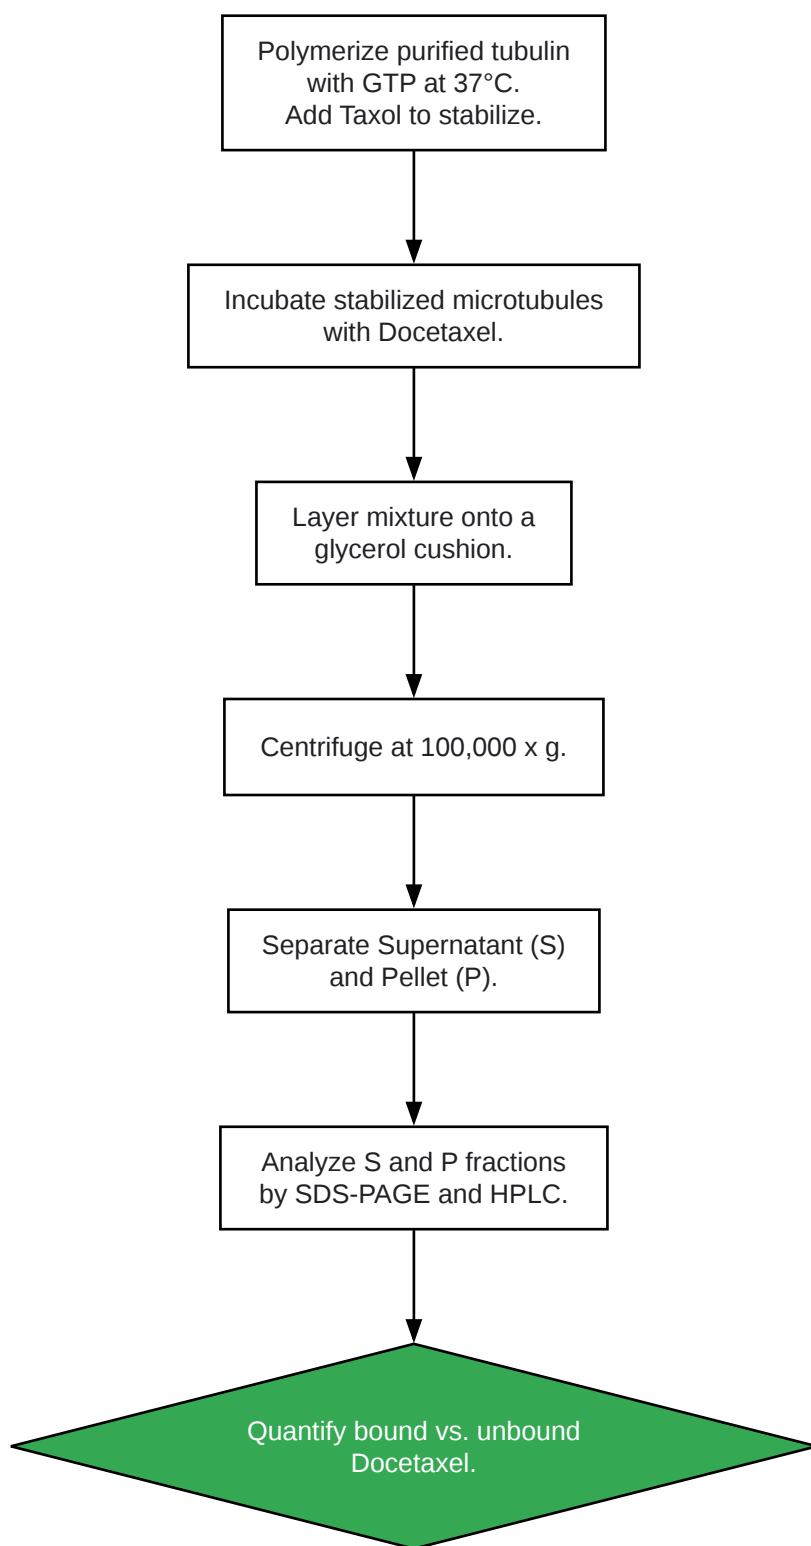 Polymerize purified tubulin
with GTP at 37°C.
Add Taxol to stabilize.
Incubate stabilized microtubules
with Docetaxel.
Layer mixture onto a
glycerol cushion.
Centrifuge at 100,000 x g.
Separate Supernatant (S)
and Pellet (P).
Analyze S and P fractions
by SDS-PAGE and HPLC.
Quantify bound vs. unbound
Docetaxel.